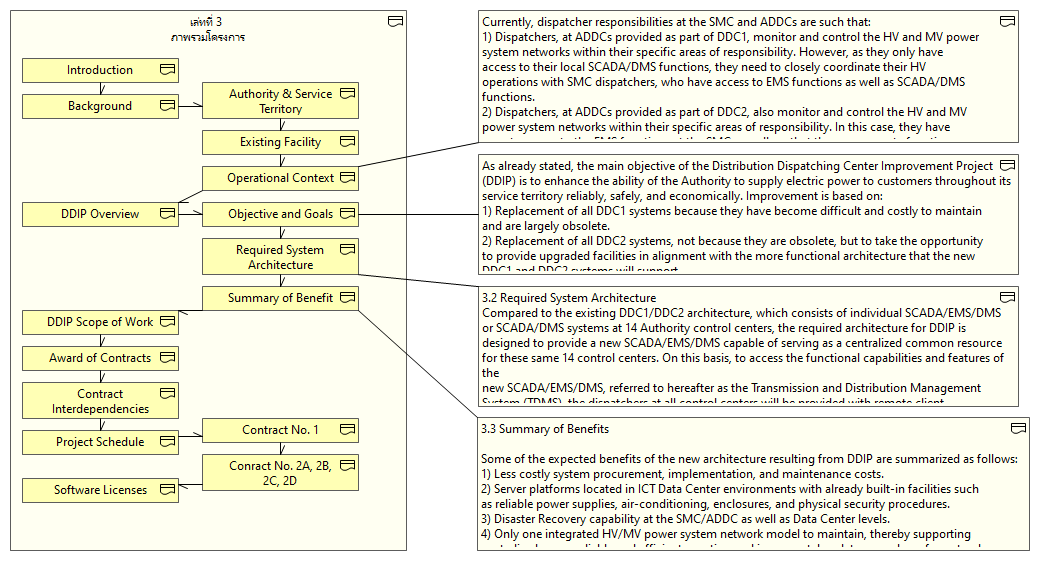 เล่มที่ 3
ภาพรวมโครงการ
Introduction
Background
Authority & Service
Territory
Existing Facility
Operational Context
DDIP Overview
Objective and Goals
Required System
Architecture
Summary of Benefit
DDIP Scope of Work
Award of Contracts
Contract
Interdependencies
Project Schedule
Contract No. 1
Conract No. 2A, 2B,
2C, 2D
Software Licenses
Currently, dispatcher responsibilities at the SMC and ADDCs are such that:
1) Dispatchers, at ADDCs provided as part of DDC1, monitor and control the HV and MV power
system networks within their specific areas of responsibility. However, as they only have
access to their local SCADA/DMS functions, they need to closely coordinate their HV
operations with SMC dispatchers, who have access to EMS functions as well as SCADA/DMS
functions.
2) Dispatchers, at ADDCs provided as part of DDC2, also monitor and control the HV and MV
power system networks within their specific areas of responsibility. In this case, they have
As already stated, the main objective of the Distribution Dispatching Center Improvement Project
(DDIP) is to enhance the ability of the Authority to supply electric power to customers throughout its
service territory reliably, safely, and economically. Improvement is based on:
1) Replacement of all DDC1 systems because they have become difficult and costly to maintain
and are largely obsolete.
2) Replacement of all DDC2 systems, not because they are obsolete, but to take the opportunity
to provide upgraded facilities in alignment with the more functional architecture that the new
DDC1 and DDC2 systems will support.
3.2 Required System Architecture
Compared to the existing DDC1/DDC2 architecture, which consists of individual SCADA/EMS/DMS
or SCADA/DMS systems at 14 Authority control centers, the required architecture for DDIP is
designed to provide a new SCADA/EMS/DMS capable of serving as a centralized common resource
for these same 14 control centers. On this basis, to access the functional capabilities and features of
the
new SCADA/EMS/DMS, referred to hereafter as the Transmission and Distribution Management
System (TDMS), the dispatchers at all control centers will be provided with remote client
3.3 Summary of Benefits
Some of the expected benefits of the new architecture resulting from DDIP are summarized as follows:
1) Less costly system procurement, implementation, and maintenance costs.
2) Server platforms located in ICT Data Center environments with already built-in facilities such
as reliable power supplies, air-conditioning, enclosures, and physical security procedures.
3) Disaster Recovery capability at the SMC/ADDC as well as Data Center levels.
4) Only one integrated HV/MV power system network model to maintain, thereby supporting